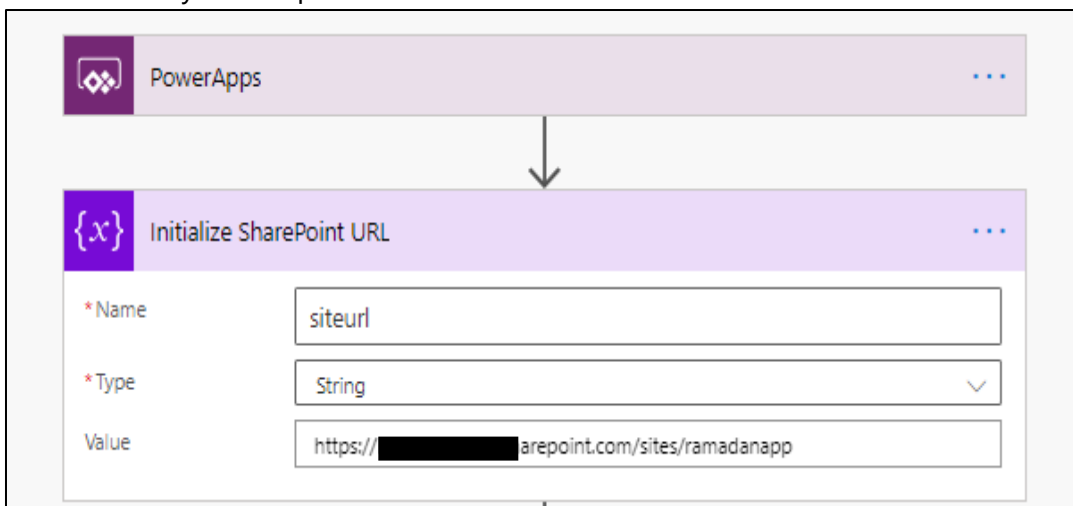 PowerApps
{x} Initialize SharePoint URL
*Name siteurl
*Type String
Value https:// arepoint.com/sites/ramadanapp